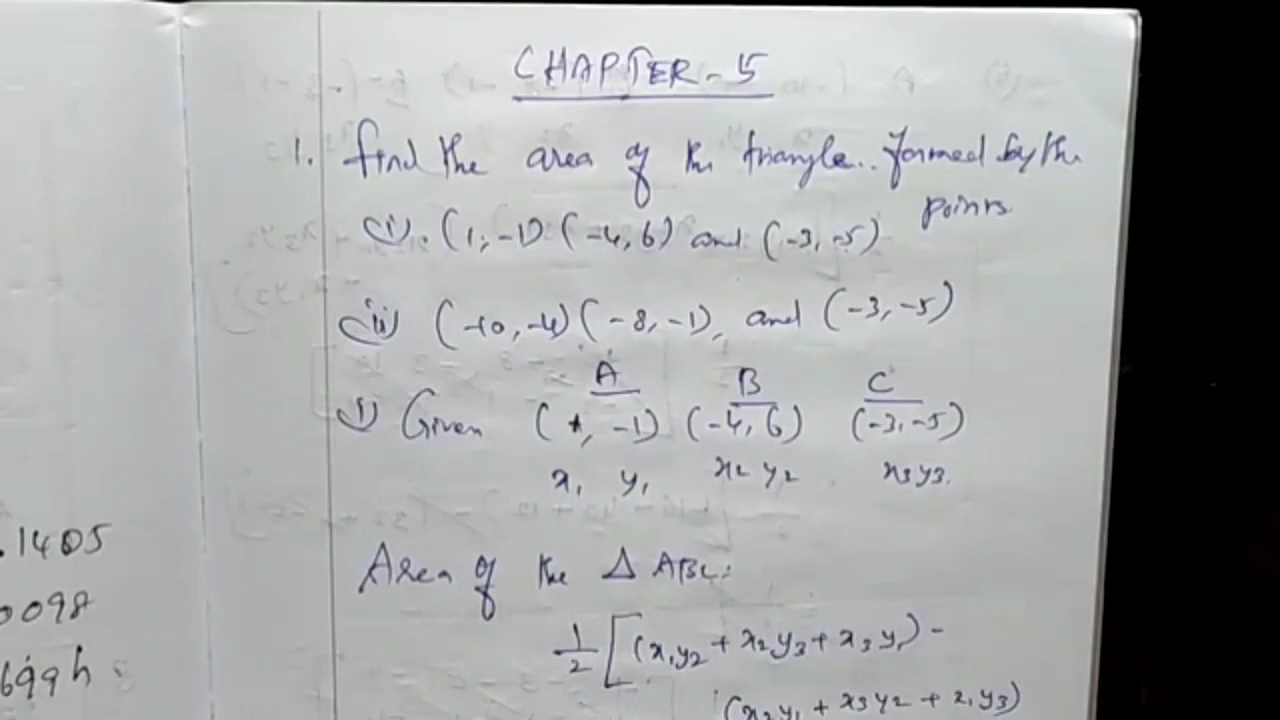 CHAPTER-5
1. find the area of the triangle.. formed by the
points
(i). (1, -1) (-4, 6) and (-3, -5)
(ii) (-10, -4) (-8, -1), and (-3, -5)
A B C
(i) Given (1, -1) (-4, 6) (-3, -5)
x₁ y₁ x₂ y₂ x₃ y₃.
Area of the Δ ABC:
1/2 [(x₁y₂ + x₂y₃ + x₃y₁) -
(x₂y₁ + x₃y₂ + x₁y₃)
.1405
0098
699h